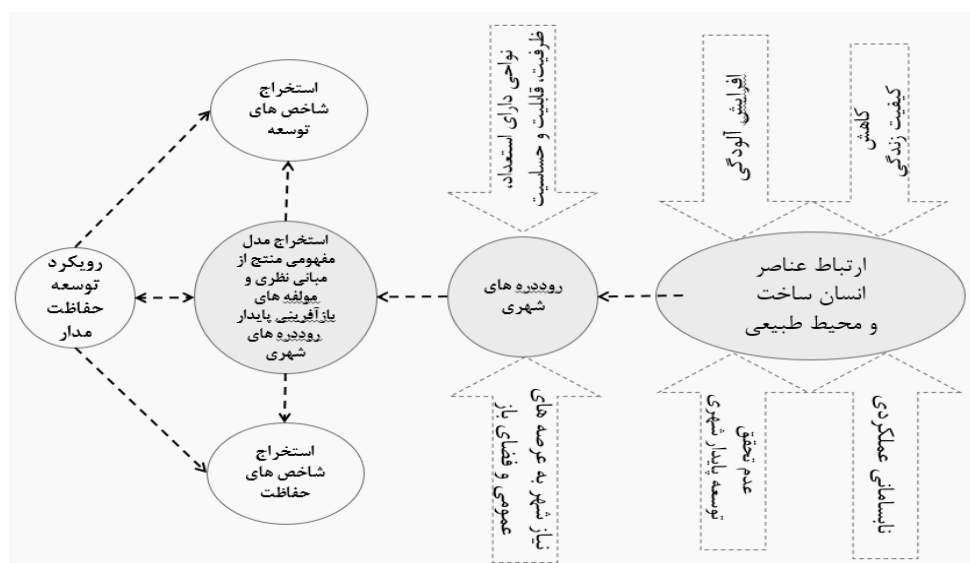 کاهش
کیفیت زندگی
افزایش آلودگی
ارتباط عناصر
انسان ساخت
و محیط طبیعی
نابسامانی عملکردی
عدم تحقق
توسعه پایدار شهری
نواحی دارای استعداد،
ظرفیت، قابلیت و حساسیت
روددره های
شهری
نیاز شهر به عرصه های
عمومی و فضای باز
استخراج
شاخص های
توسعه
استخراج مدل
مفهومی منتج از
مبانی نظری و
مولفه های
بازآفرینی پایدار
روددره های
شهری
استخراج
شاخص های
حفاظت
رویکرد
توسعه
حفاظت
مدار